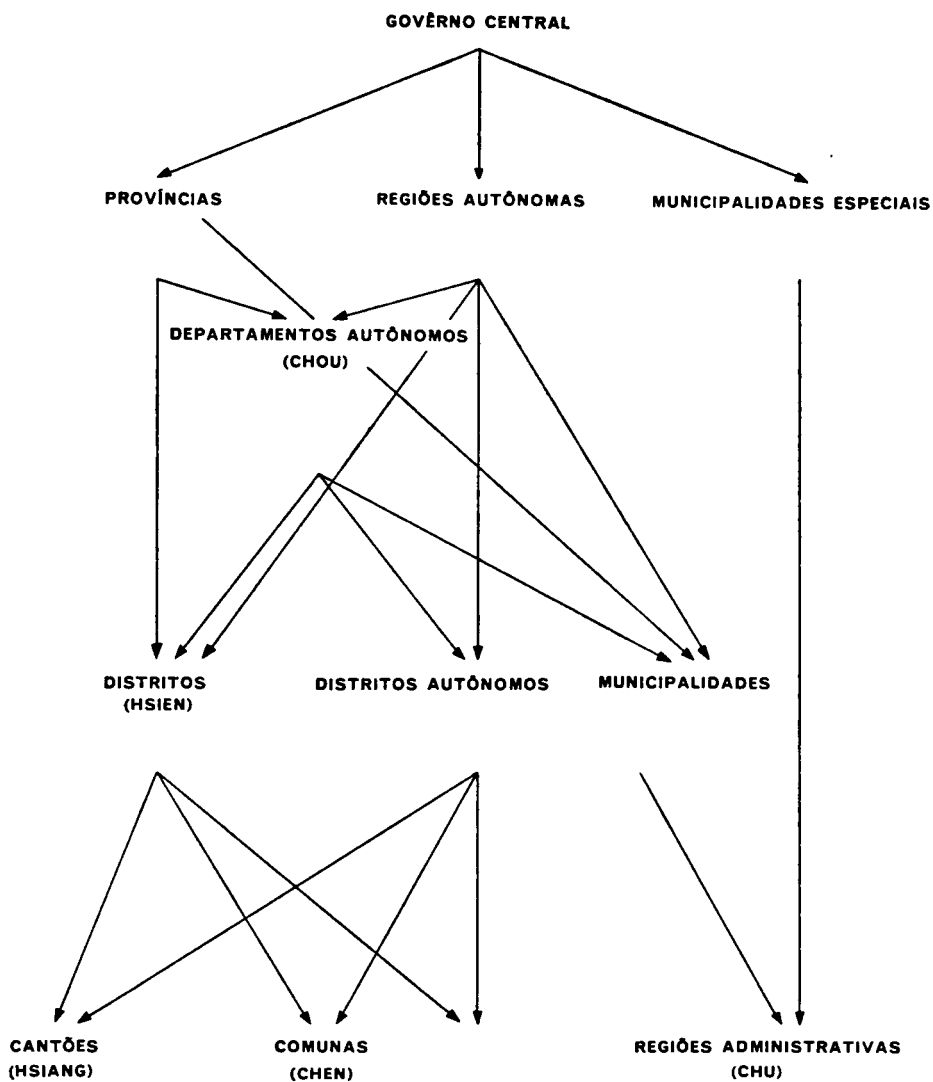 GOVÊRNO CENTRAL
PROVÍNCIAS
REGIÕES AUTÔNOMAS
MUNICIPALIDADES ESPECIAIS
DEPARTAMENTOS AUTÔNOMOS
(CHOU)
DISTRITOS
(HSIEN)
DISTRITOS AUTÔNOMOS
MUNICIPALIDADES
CANTÕES
(HSIANG)
COMUNAS
(CHEN)
REGIÕES ADMINISTRATIVAS
(CHU)